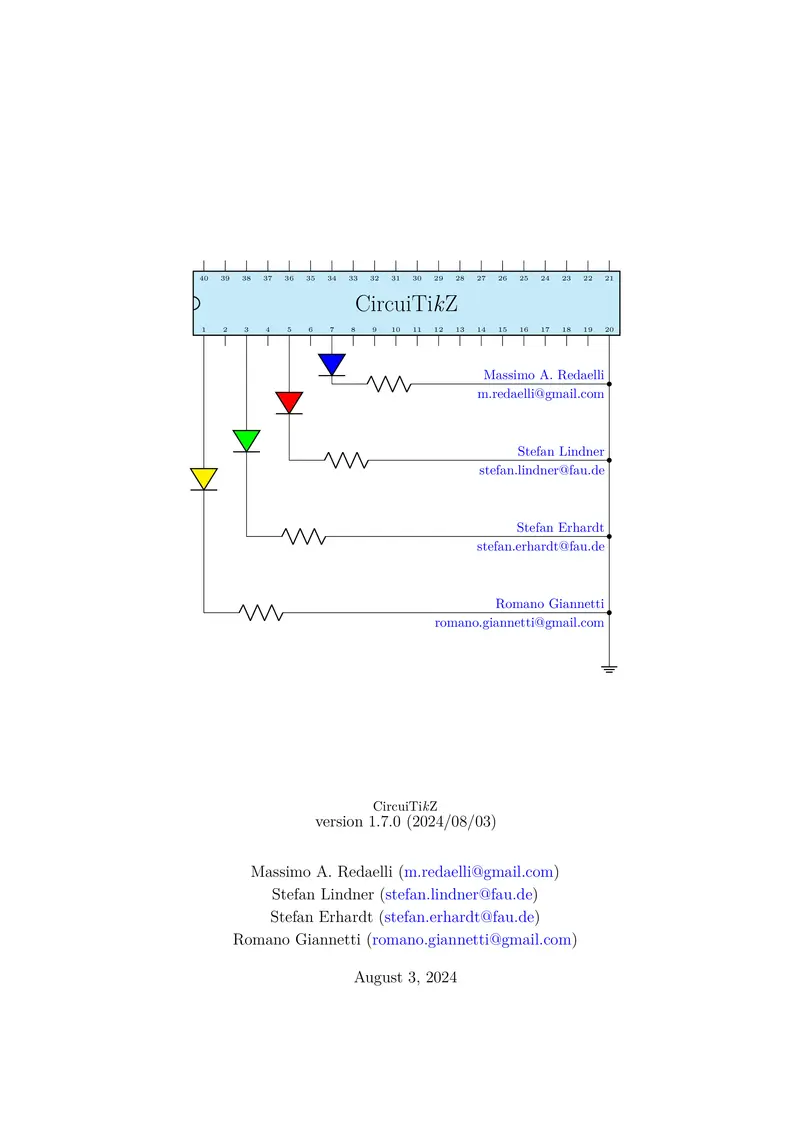 40 39 38 37 36 35 34 33 32 31 30 29 28 27 26 25 24 23 22 21
CircuiTikZ
1 2 3 4 5 6 7 8 9 10 11 12 13 14 15 16 17 18 19 20
Massimo A. Redaelli
m.redaelli@gmail.com
Stefan Lindner
stefan.lindner@fau.de
Stefan Erhardt
stefan.erhardt@fau.de
Romano Giannetti
romano.giannetti@gmail.com
CircuiTikZ
version 1.7.0 (2024/08/03)
Massimo A. Redaelli (m.redaelli@gmail.com)
Stefan Lindner (stefan.lindner@fau.de)
Stefan Erhardt (stefan.erhardt@fau.de)
Romano Giannetti (romano.giannetti@gmail.com)
August 3, 2024